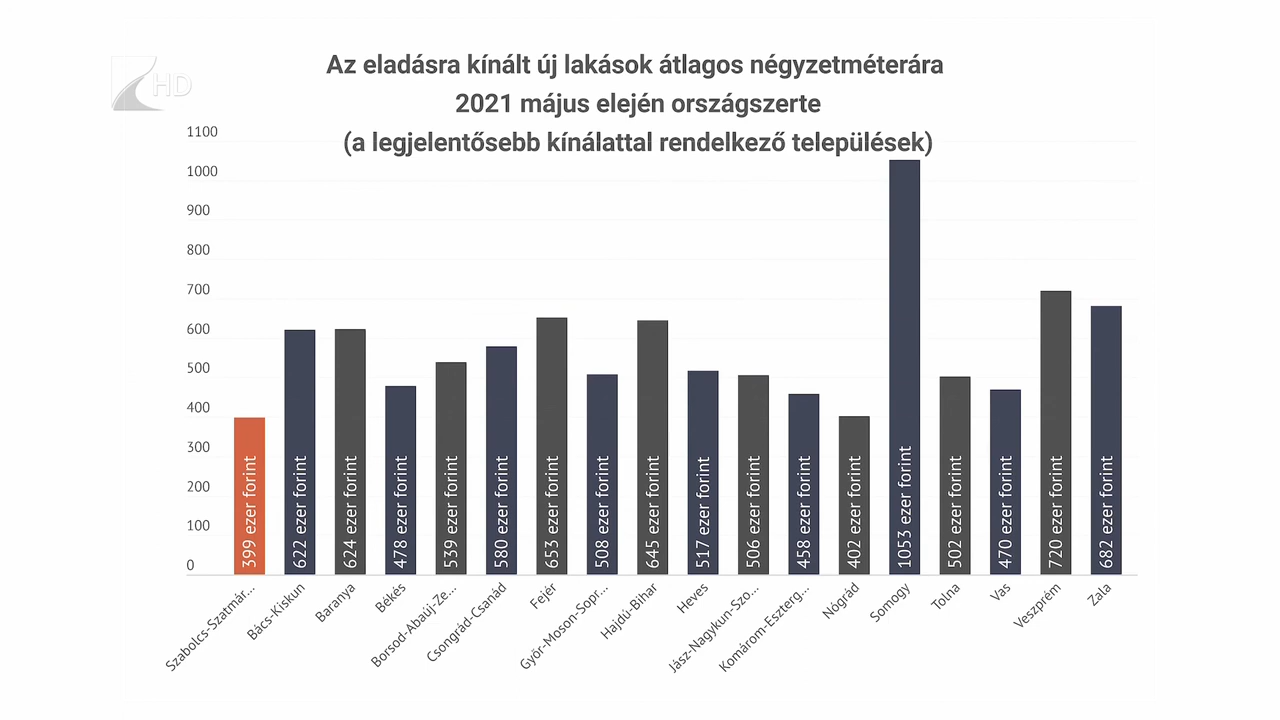 Az eladásra kínált új lakások átlagos négyzetméterára
2021 május elején országszerte
(a legjelentősebb kínálattal rendelkező települések)
HD
1100
1000
900
800
700
600
500
400
300
200
100
0
399 ezer forint
622 ezer forint
624 ezer forint
478 ezer forint
539 ezer forint
580 ezer forint
653 ezer forint
508 ezer forint
645 ezer forint
517 ezer forint
506 ezer forint
458 ezer forint
402 ezer forint
1053 ezer forint
502 ezer forint
470 ezer forint
720 ezer forint
682 ezer forint
Szabolcs-Szatmár...
Bács-Kiskun
Baranya
Békés
Borsod-Abaúj-Ze...
Csongrád-Csanád
Fejér
Győr-Moson-Sopr...
Hajdú-Bihar
Heves
Jász-Nagykun-Szo...
Komárom-Eszterg...
Nógrád
Somogy
Tolna
Vas
Veszprém
Zala